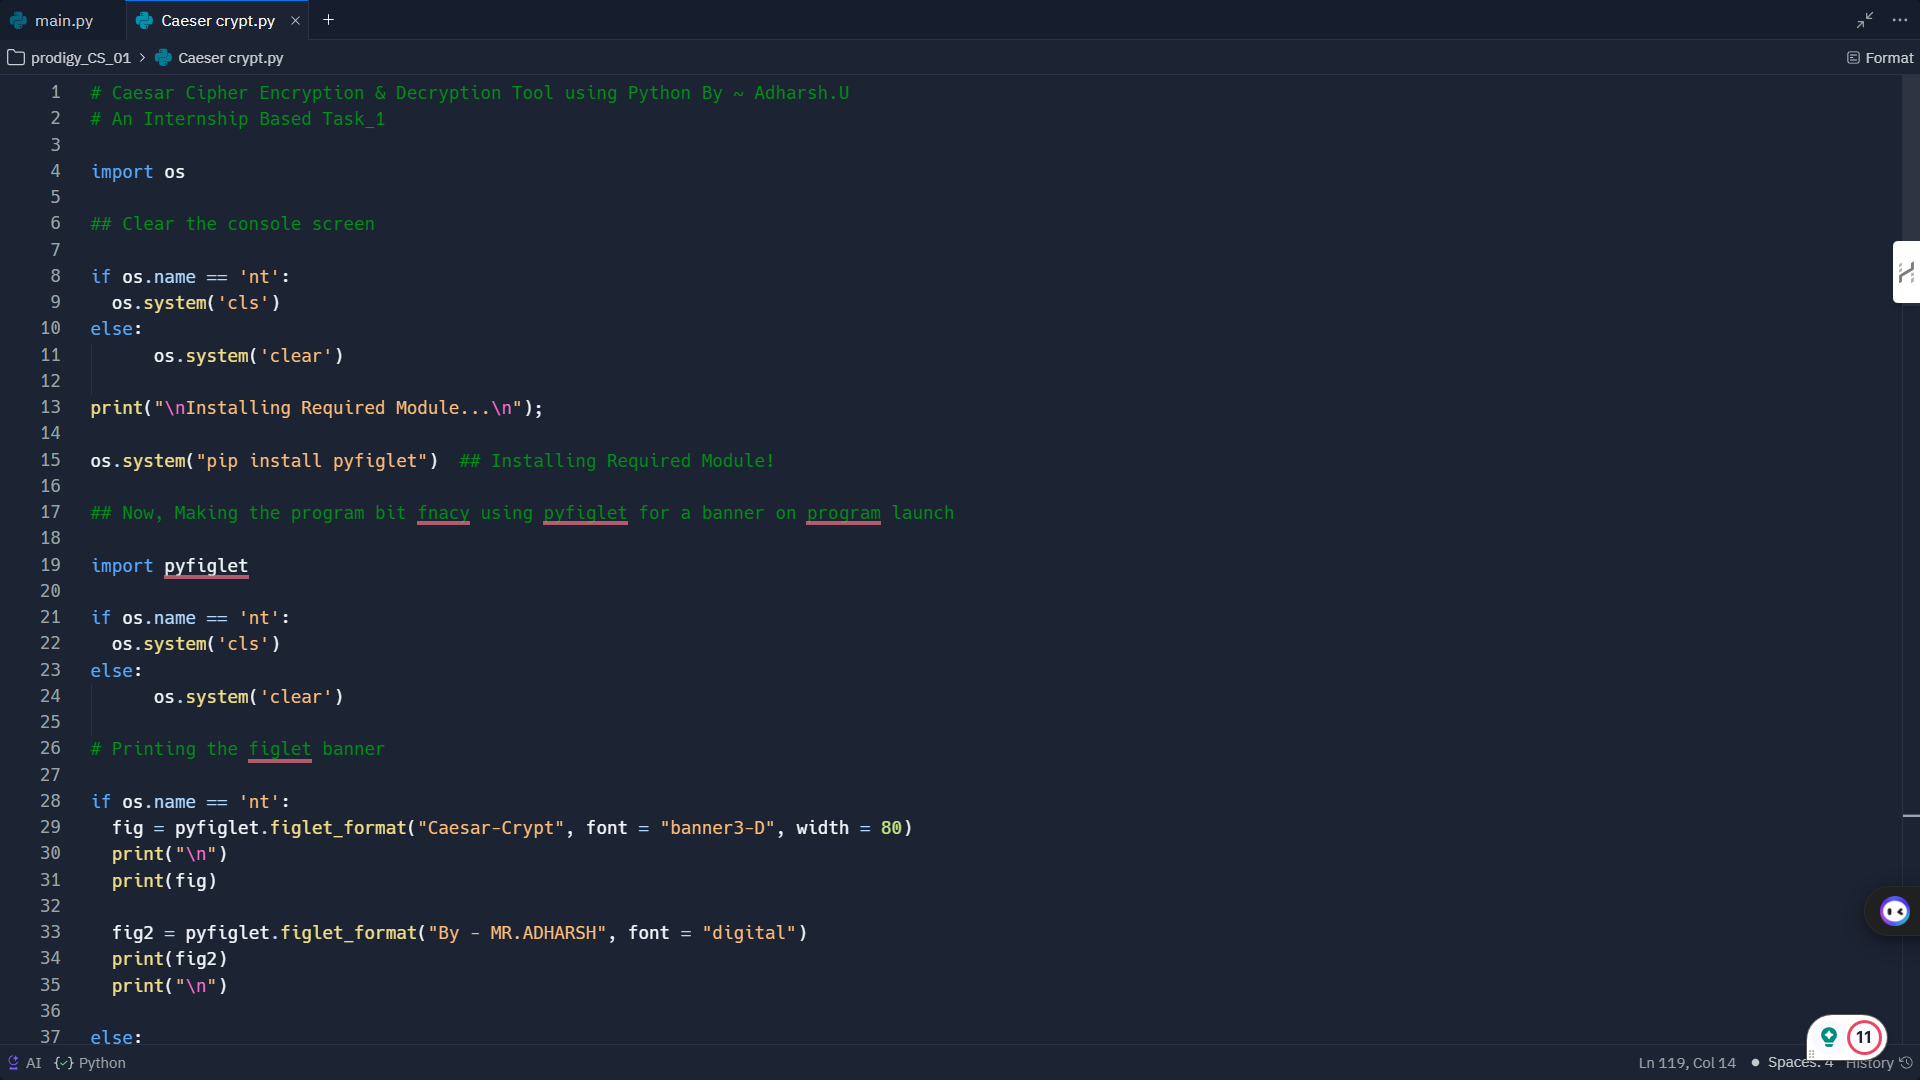 main.py
Caeser crypt.py
prodigy_CS_01 > Caeser crypt.py
Format
1 # Caesar Cipher Encryption & Decryption Tool using Python By ~ Adharsh.U
2 # An Internship Based Task_1
3
4 import os
5
6 ## Clear the console screen
7
8 if os.name == 'nt':
9   os.system('cls')
10 else:
11       os.system('clear')
12
13 print("\nInstalling Required Module...\n");
14
15 os.system("pip install pyfiglet")  ## Installing Required Module!
16
17 ## Now, Making the program bit fnacy using pyfiglet for a banner on program launch
18
19 import pyfiglet
20
21 if os.name == 'nt':
22   os.system('cls')
23 else:
24       os.system('clear')
25
26 # Printing the figlet banner
27
28 if os.name == 'nt':
29   fig = pyfiglet.figlet_format("Caesar-Crypt", font = "banner3-D", width = 80)
30   print("\n")
31   print(fig)
32
33   fig2 = pyfiglet.figlet_format("By - MR.ADHARSH", font = "digital")
34   print(fig2)
35   print("\n")
36
37 else:
11
AI Python
Ln 119, Col 14 Spaces: 4 History